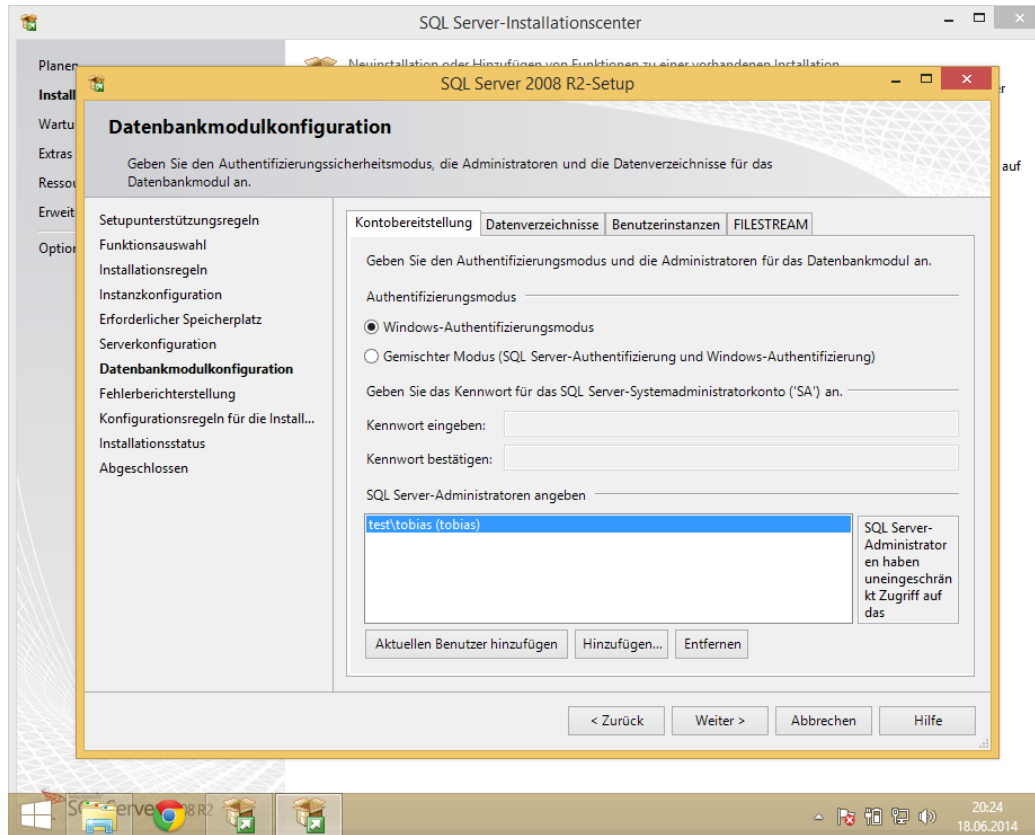 SQL Server-Installationscenter
Planen
Install
Wartu
Extras
Ressou
Erweit
Option
Neuinstallation oder Hinzufügen von Funktionen zu einer vorhandenen Installation
er
auf
SQL Server 2008 R2-Setup
Datenbankmodulkonfiguration
Geben Sie den Authentifizierungssicherheitsmodus, die Administratoren und die Datenverzeichnisse für das
Datenbankmodul an.
Setupunterstützungsregeln
Funktionsauswahl
Installationsregeln
Instanzkonfiguration
Erforderlicher Speicherplatz
Serverkonfiguration
Datenbankmodulkonfiguration
Fehlerberichterstellung
Konfigurationsregeln für die Install...
Installationsstatus
Abgeschlossen
Kontobereitstellung Datenverzeichnisse Benutzerinstanzen FILESTREAM
Geben Sie den Authentifizierungsmodus und die Administratoren für das Datenbankmodul an.
Authentifizierungsmodus
Windows-Authentifizierungsmodus
Gemischter Modus (SQL Server-Authentifizierung und Windows-Authentifizierung)
Geben Sie das Kennwort für das SQL Server-Systemadministratorkonto ('SA') an.
Kennwort eingeben:
Kennwort bestätigen:
SQL Server-Administratoren angeben
test\tobias (tobias)
SQL Server-
Administrator
en haben
uneingeschrän
kt Zugriff auf
das
Aktuellen Benutzer hinzufügen Hinzufügen... Entfernen
< Zurück Weiter > Abbrechen Hilfe
20:24
18.06.2014